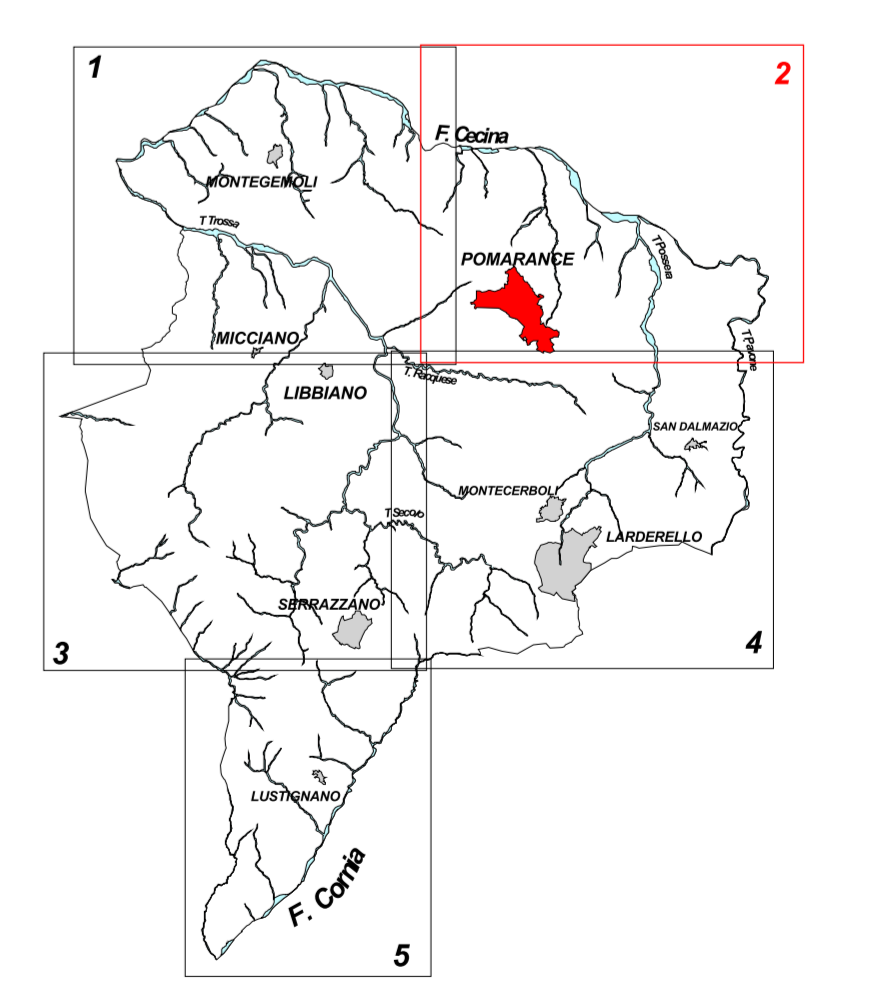 1
2
F. Cecina
MONTEGEMOLI
T Trossa
T Possera
POMARANCE
MICCIANO
T Pavone
T. Racquese
LIBBIANO
SAN DALMAZIO
MONTECERBOLI
T Secolo
LARDERELLO
SERRAZZANO
3
4
LUSTIGNANO
F. Cornia
5